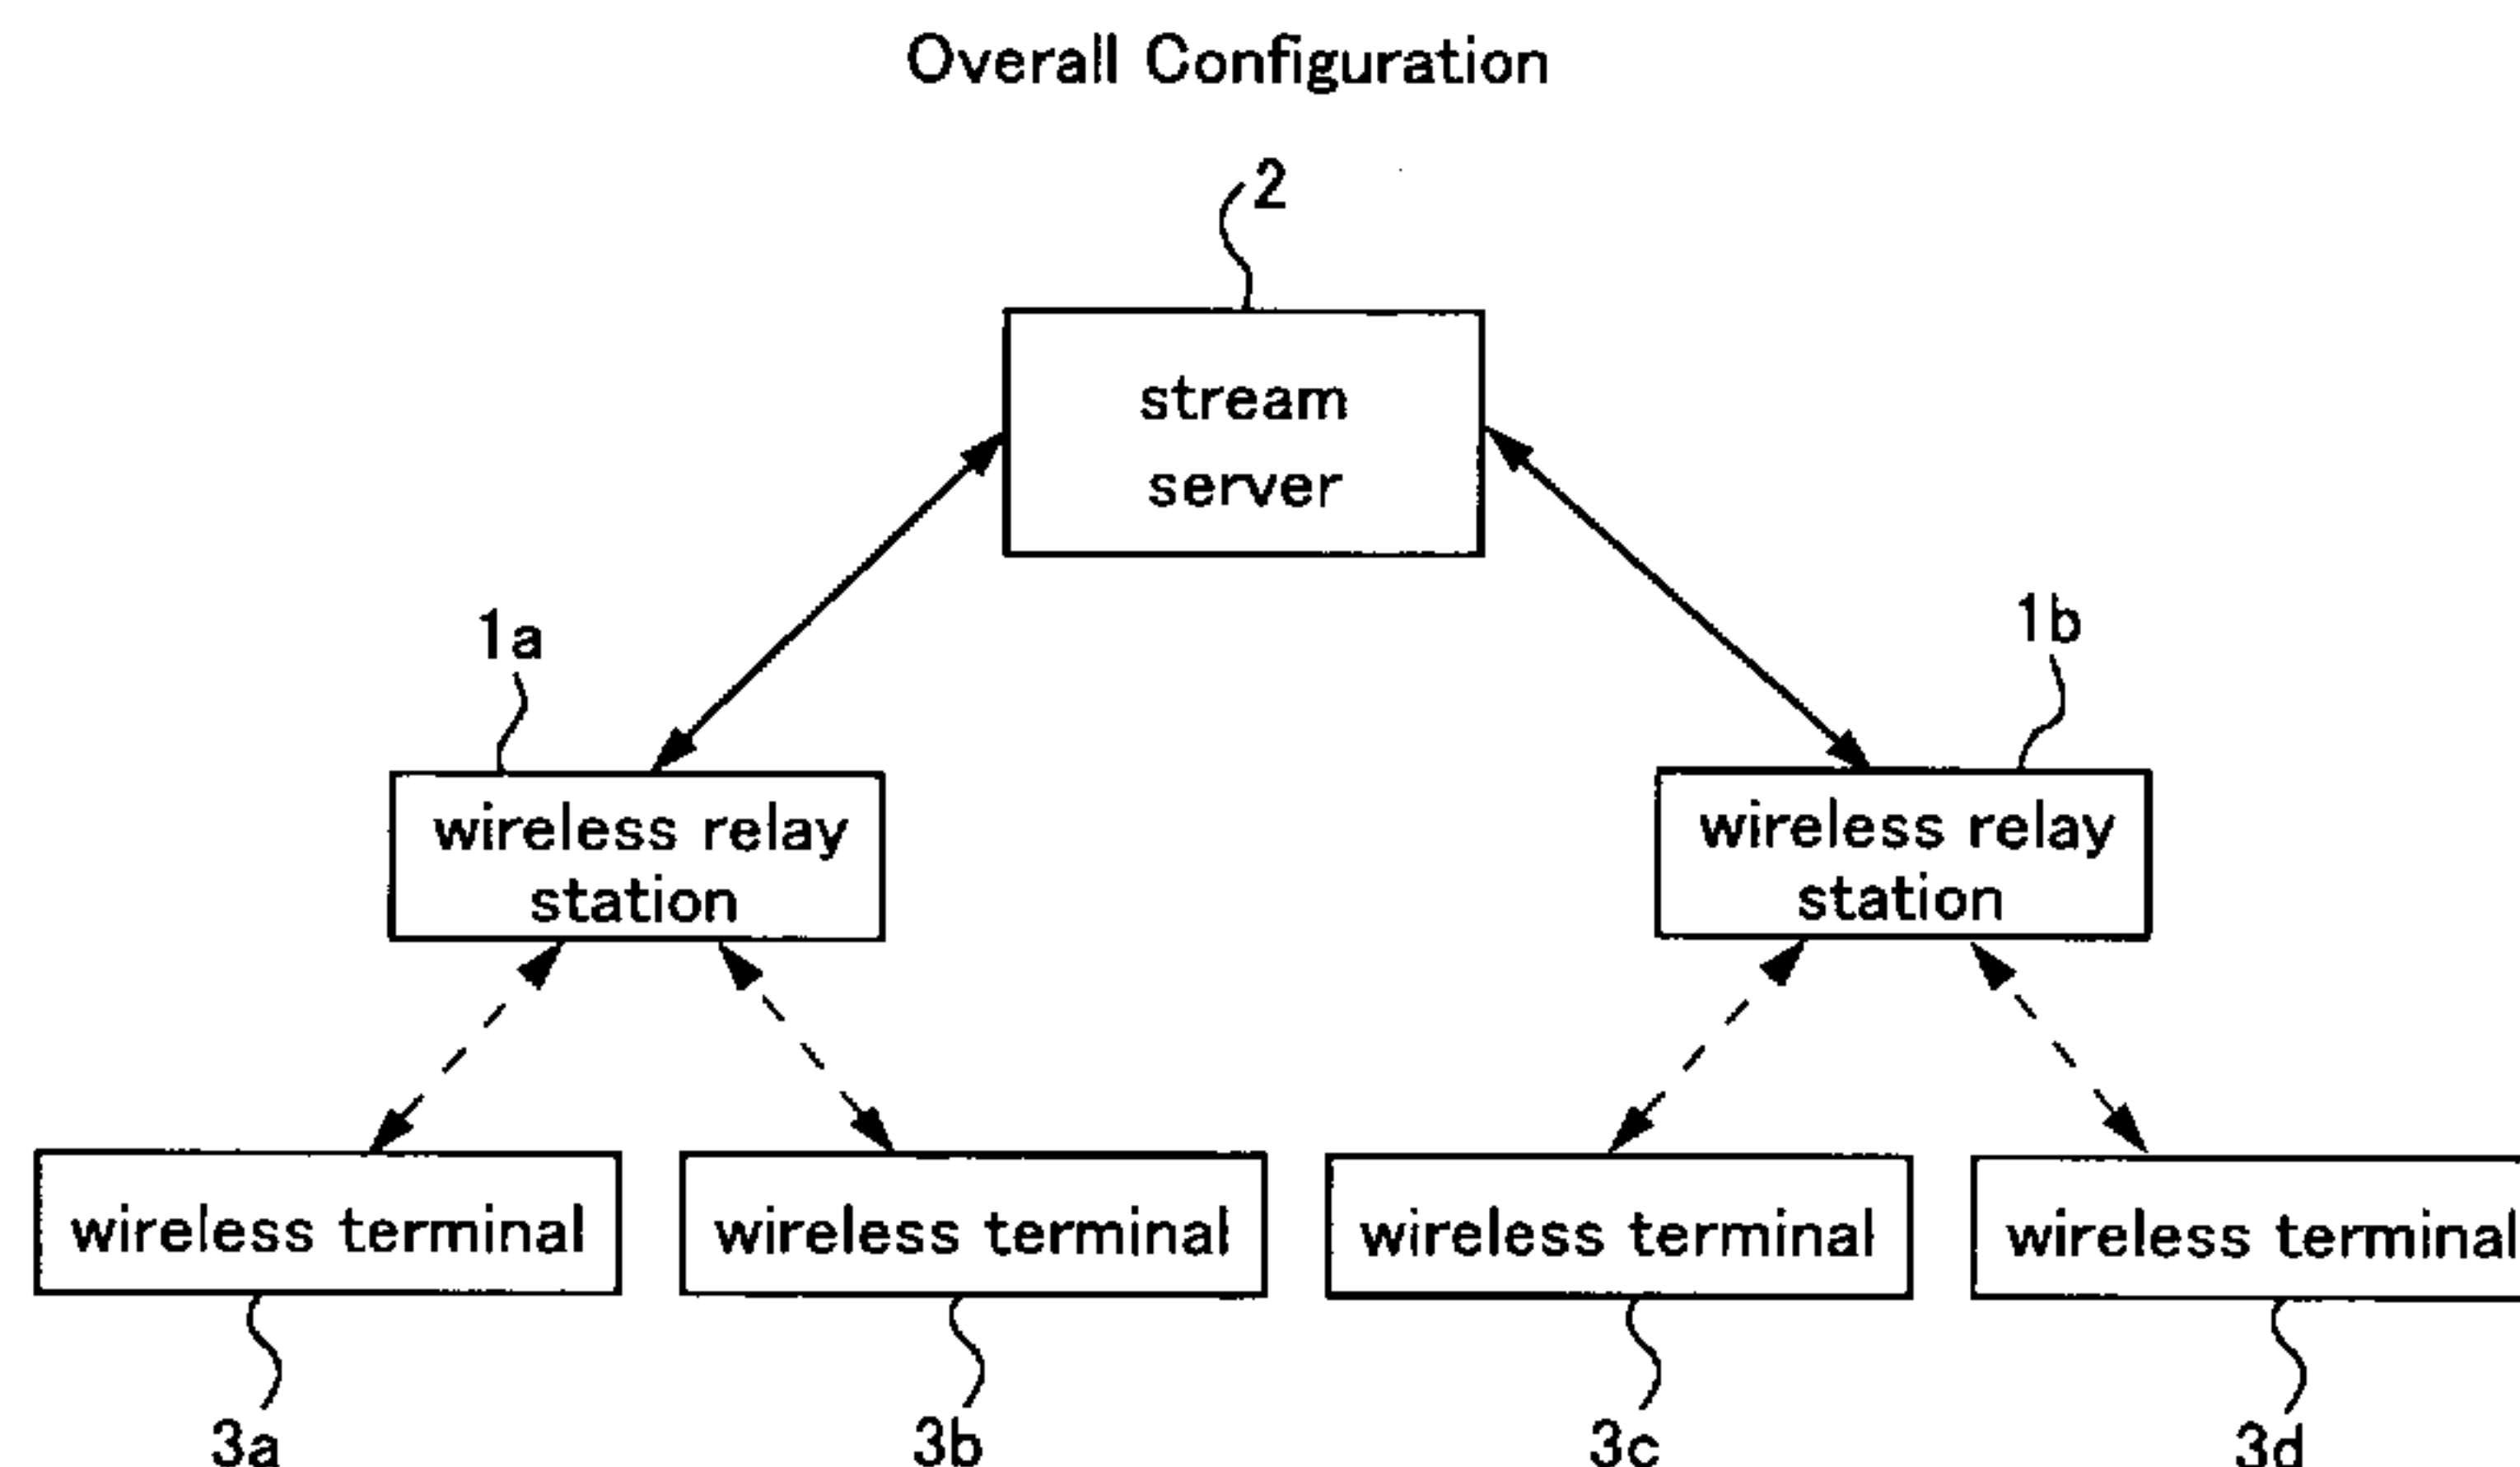 Overall Configuration
2
stream
server
1a
1b
wireless relay
station
wireless relay
station
wireless terminal
wireless terminal
wireless terminal
wireless terminal
3a
3b
3c
3d